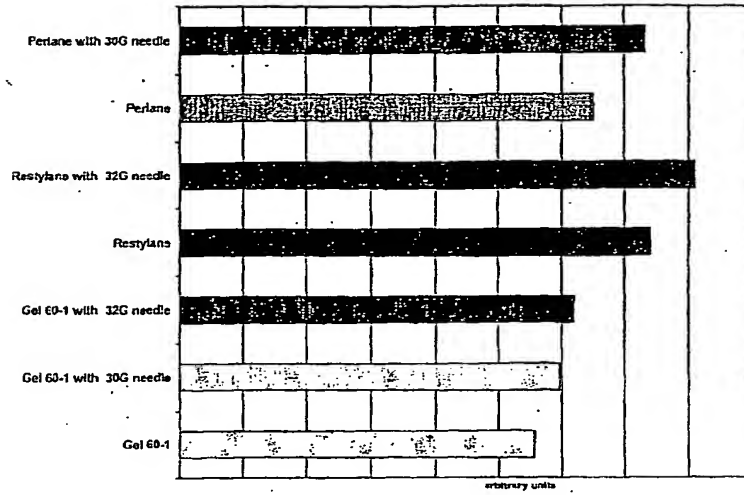 Perlane with 30G needle
Perlane
Restylane with 32G needle
Restylane
Gel 60-1 with 32G needle
Gel 60-1 with 30G needle
Gel 60-1
arbitrary units